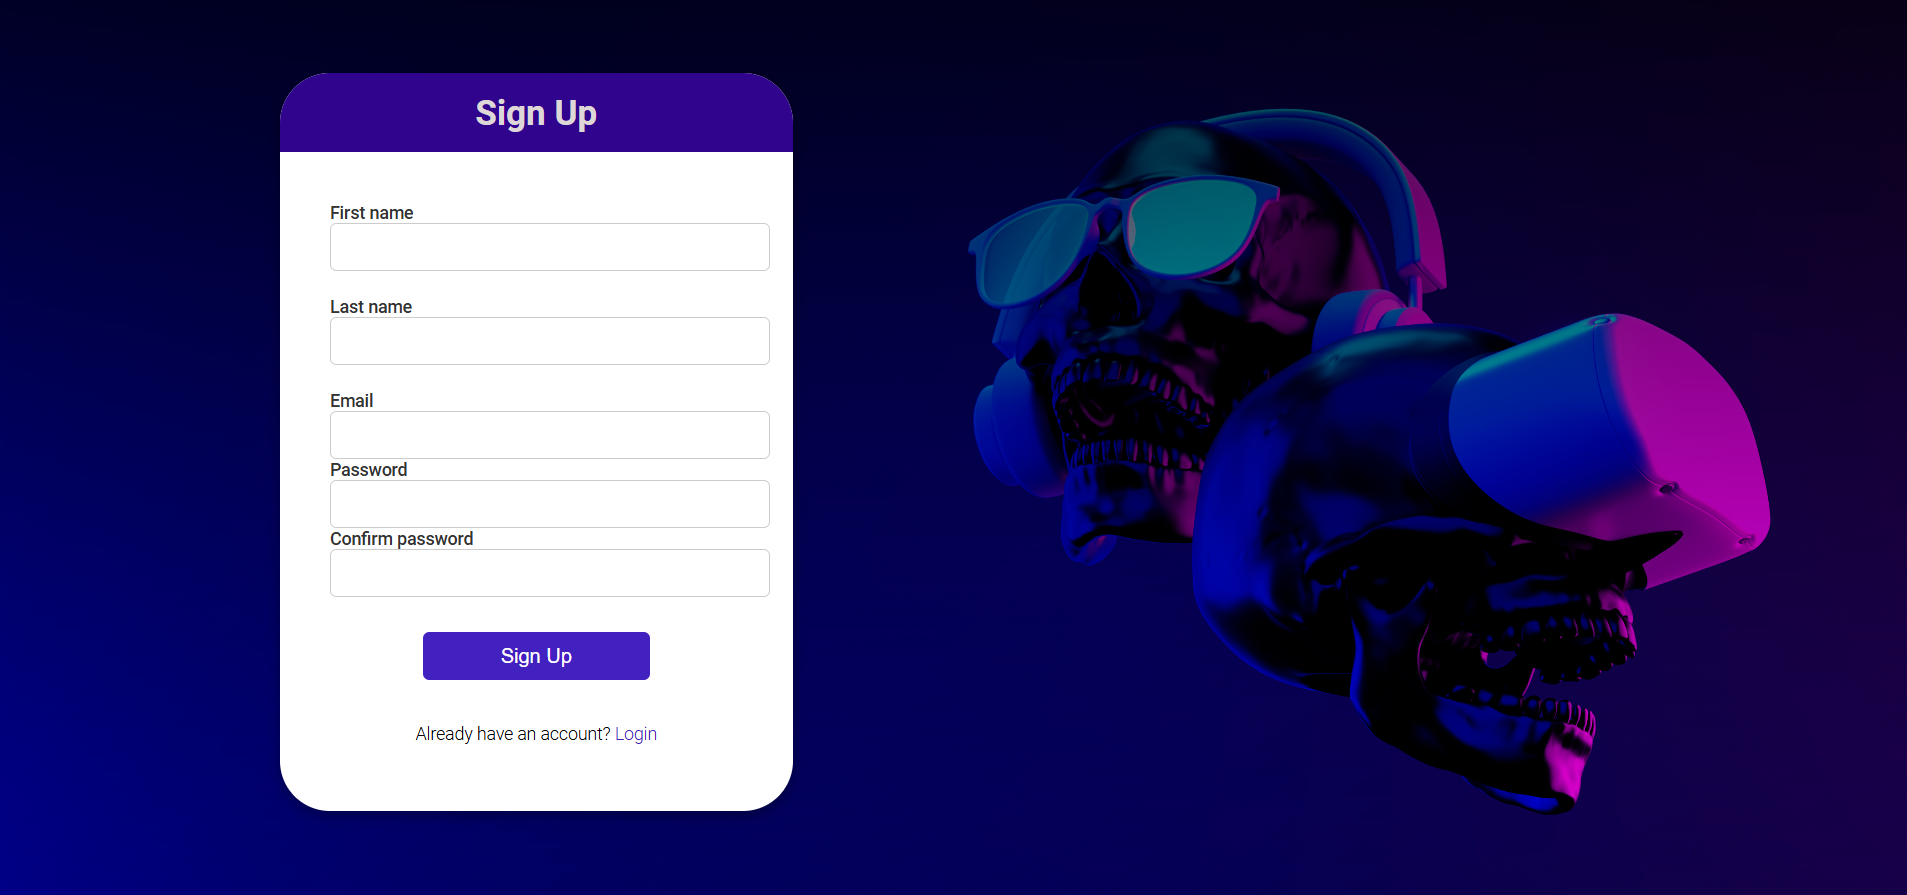 Sign Up
First name
Last name
Email
Password
Confirm password
Sign Up
Already have an account? Login